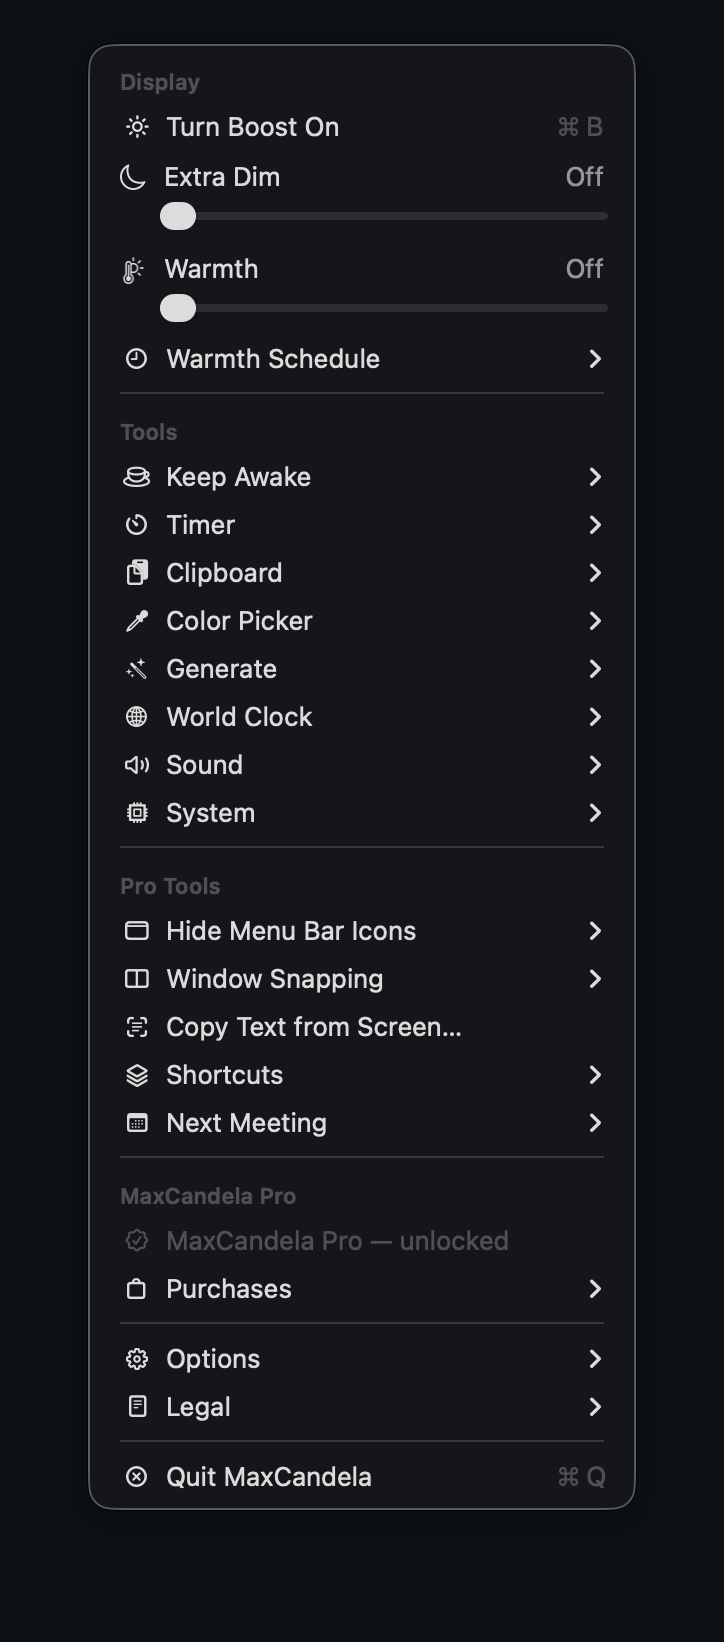 Display
Turn Boost On ⌘ B
Extra Dim Off
Warmth Off
Warmth Schedule
Tools
Keep Awake
Timer
Clipboard
Color Picker
Generate
World Clock
Sound
System
Pro Tools
Hide Menu Bar Icons
Window Snapping
Copy Text from Screen...
Shortcuts
Next Meeting
MaxCandela Pro
MaxCandela Pro — unlocked
Purchases
Options
Legal
Quit MaxCandela ⌘ Q